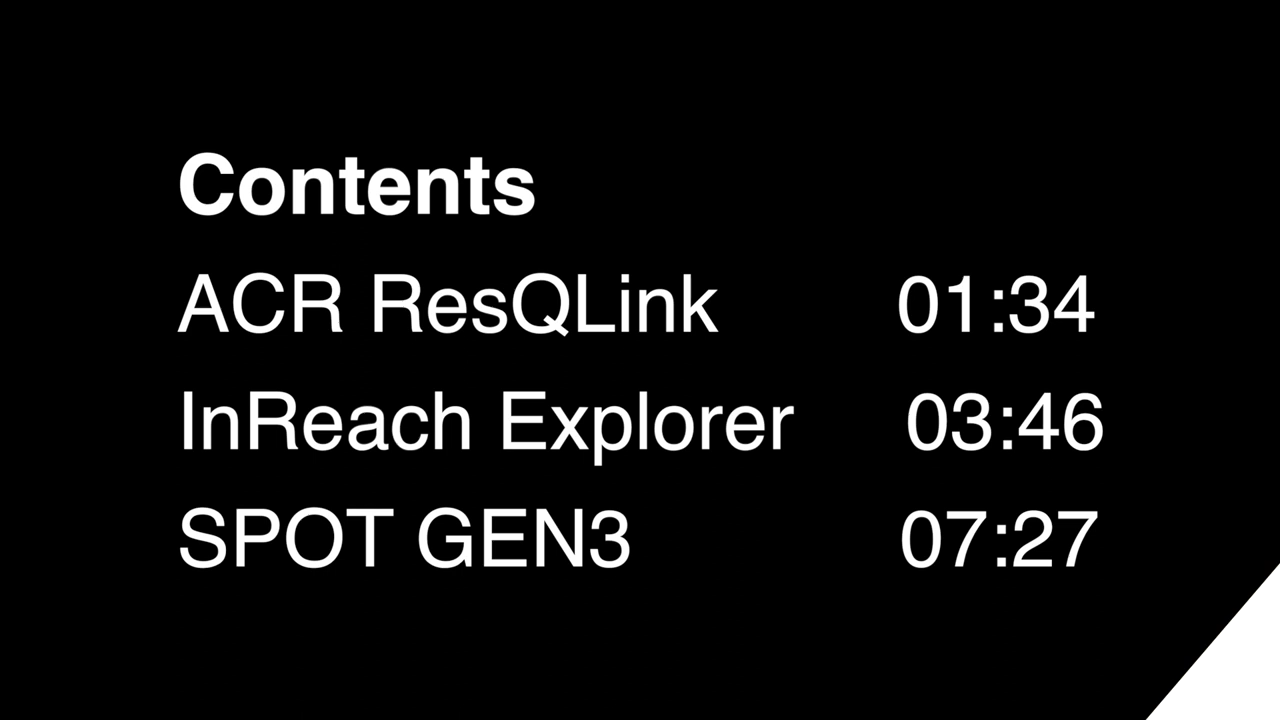 Contents
ACR ResQLink 01:34
InReach Explorer 03:46
SPOT GEN3 07:27